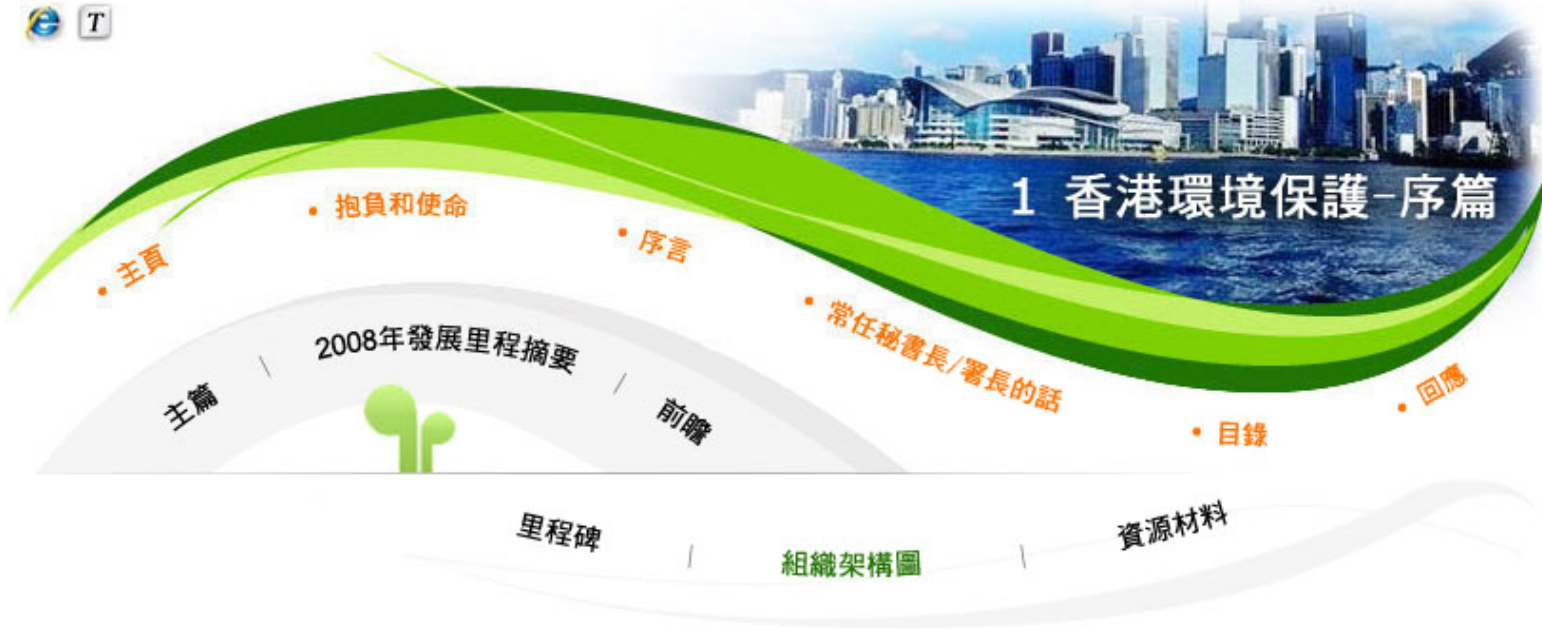 T
1 香港環境保護-序篇
• 主頁
• 抱負和使命
• 序言
• 常任秘書長/署長的話
• 目錄
• 回應
主篇 | 2008年發展里程摘要 | 前瞻
里程碑 | 組織架構圖 | 資源材料